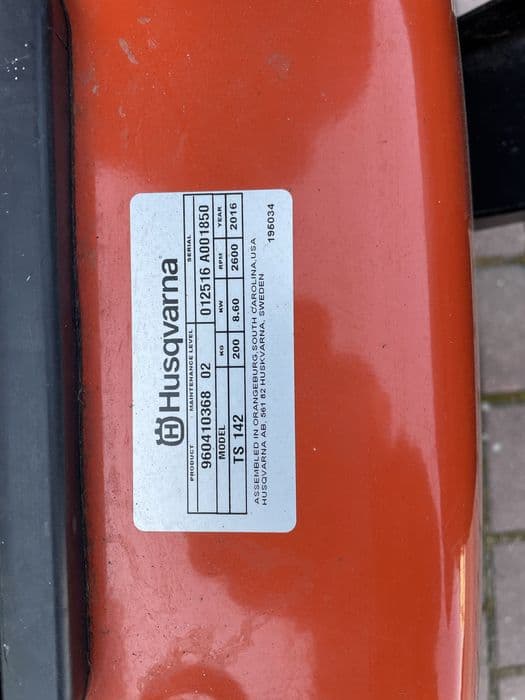 Husqvarna
PRODUCT MAINTENANCE LEVEL SERIAL
960410368 02 012516 A001850
MODEL KG KW RPM YEAR
TS 142 200 8.60 2600 2016
ASSEMBLED IN ORANGEBURG,SOUTH CAROLINA,USA
HUSQVARNA AB, 561 82 HUSKVARNA, SWEDEN
195034